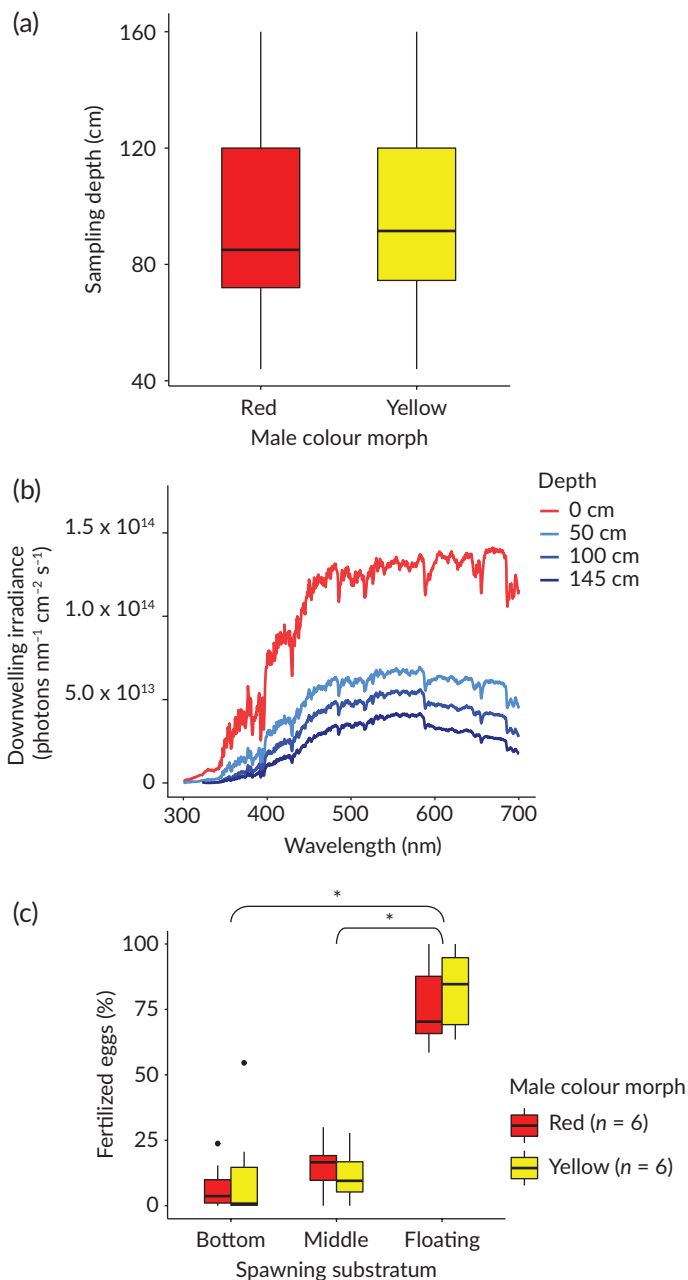 (a)
160
120
80
40
Sampling depth (cm)
Red
Yellow
Male colour morph
(b)
Depth
0 cm
50 cm
100 cm
145 cm
1.5 x 10¹⁴
1.0 x 10¹⁴
5.0 x 10¹³
0
Downwelling irradiance
(photons nm⁻¹ cm⁻² s⁻¹)
300
400
500
600
700
Wavelength (nm)
(c)
*
*
100
75
50
25
0
Fertilized eggs (%)
Male colour morph
Red (n = 6)
Yellow (n = 6)
Bottom
Middle
Floating
Spawning substratum